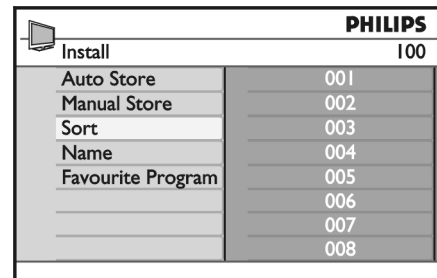 PHILIPS
Install 100
Auto Store 001
Manual Store 002
Sort 003
Name 004
Favourite Program 005
006
007
008